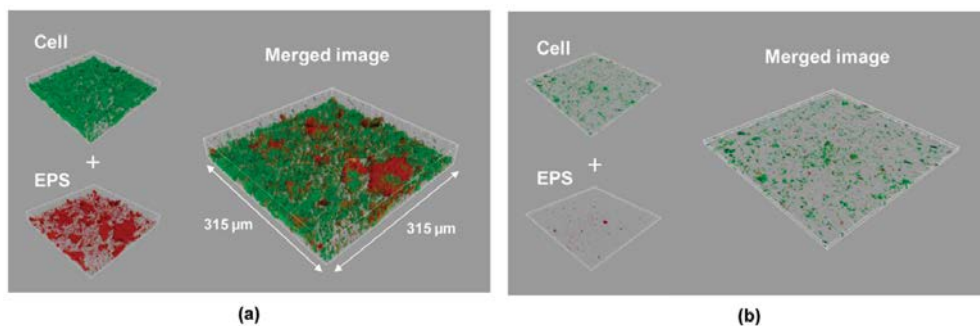 Cell
Merged image
+
EPS
315 µm
315 µm
(a)
Cell
Merged image
+
EPS
(b)